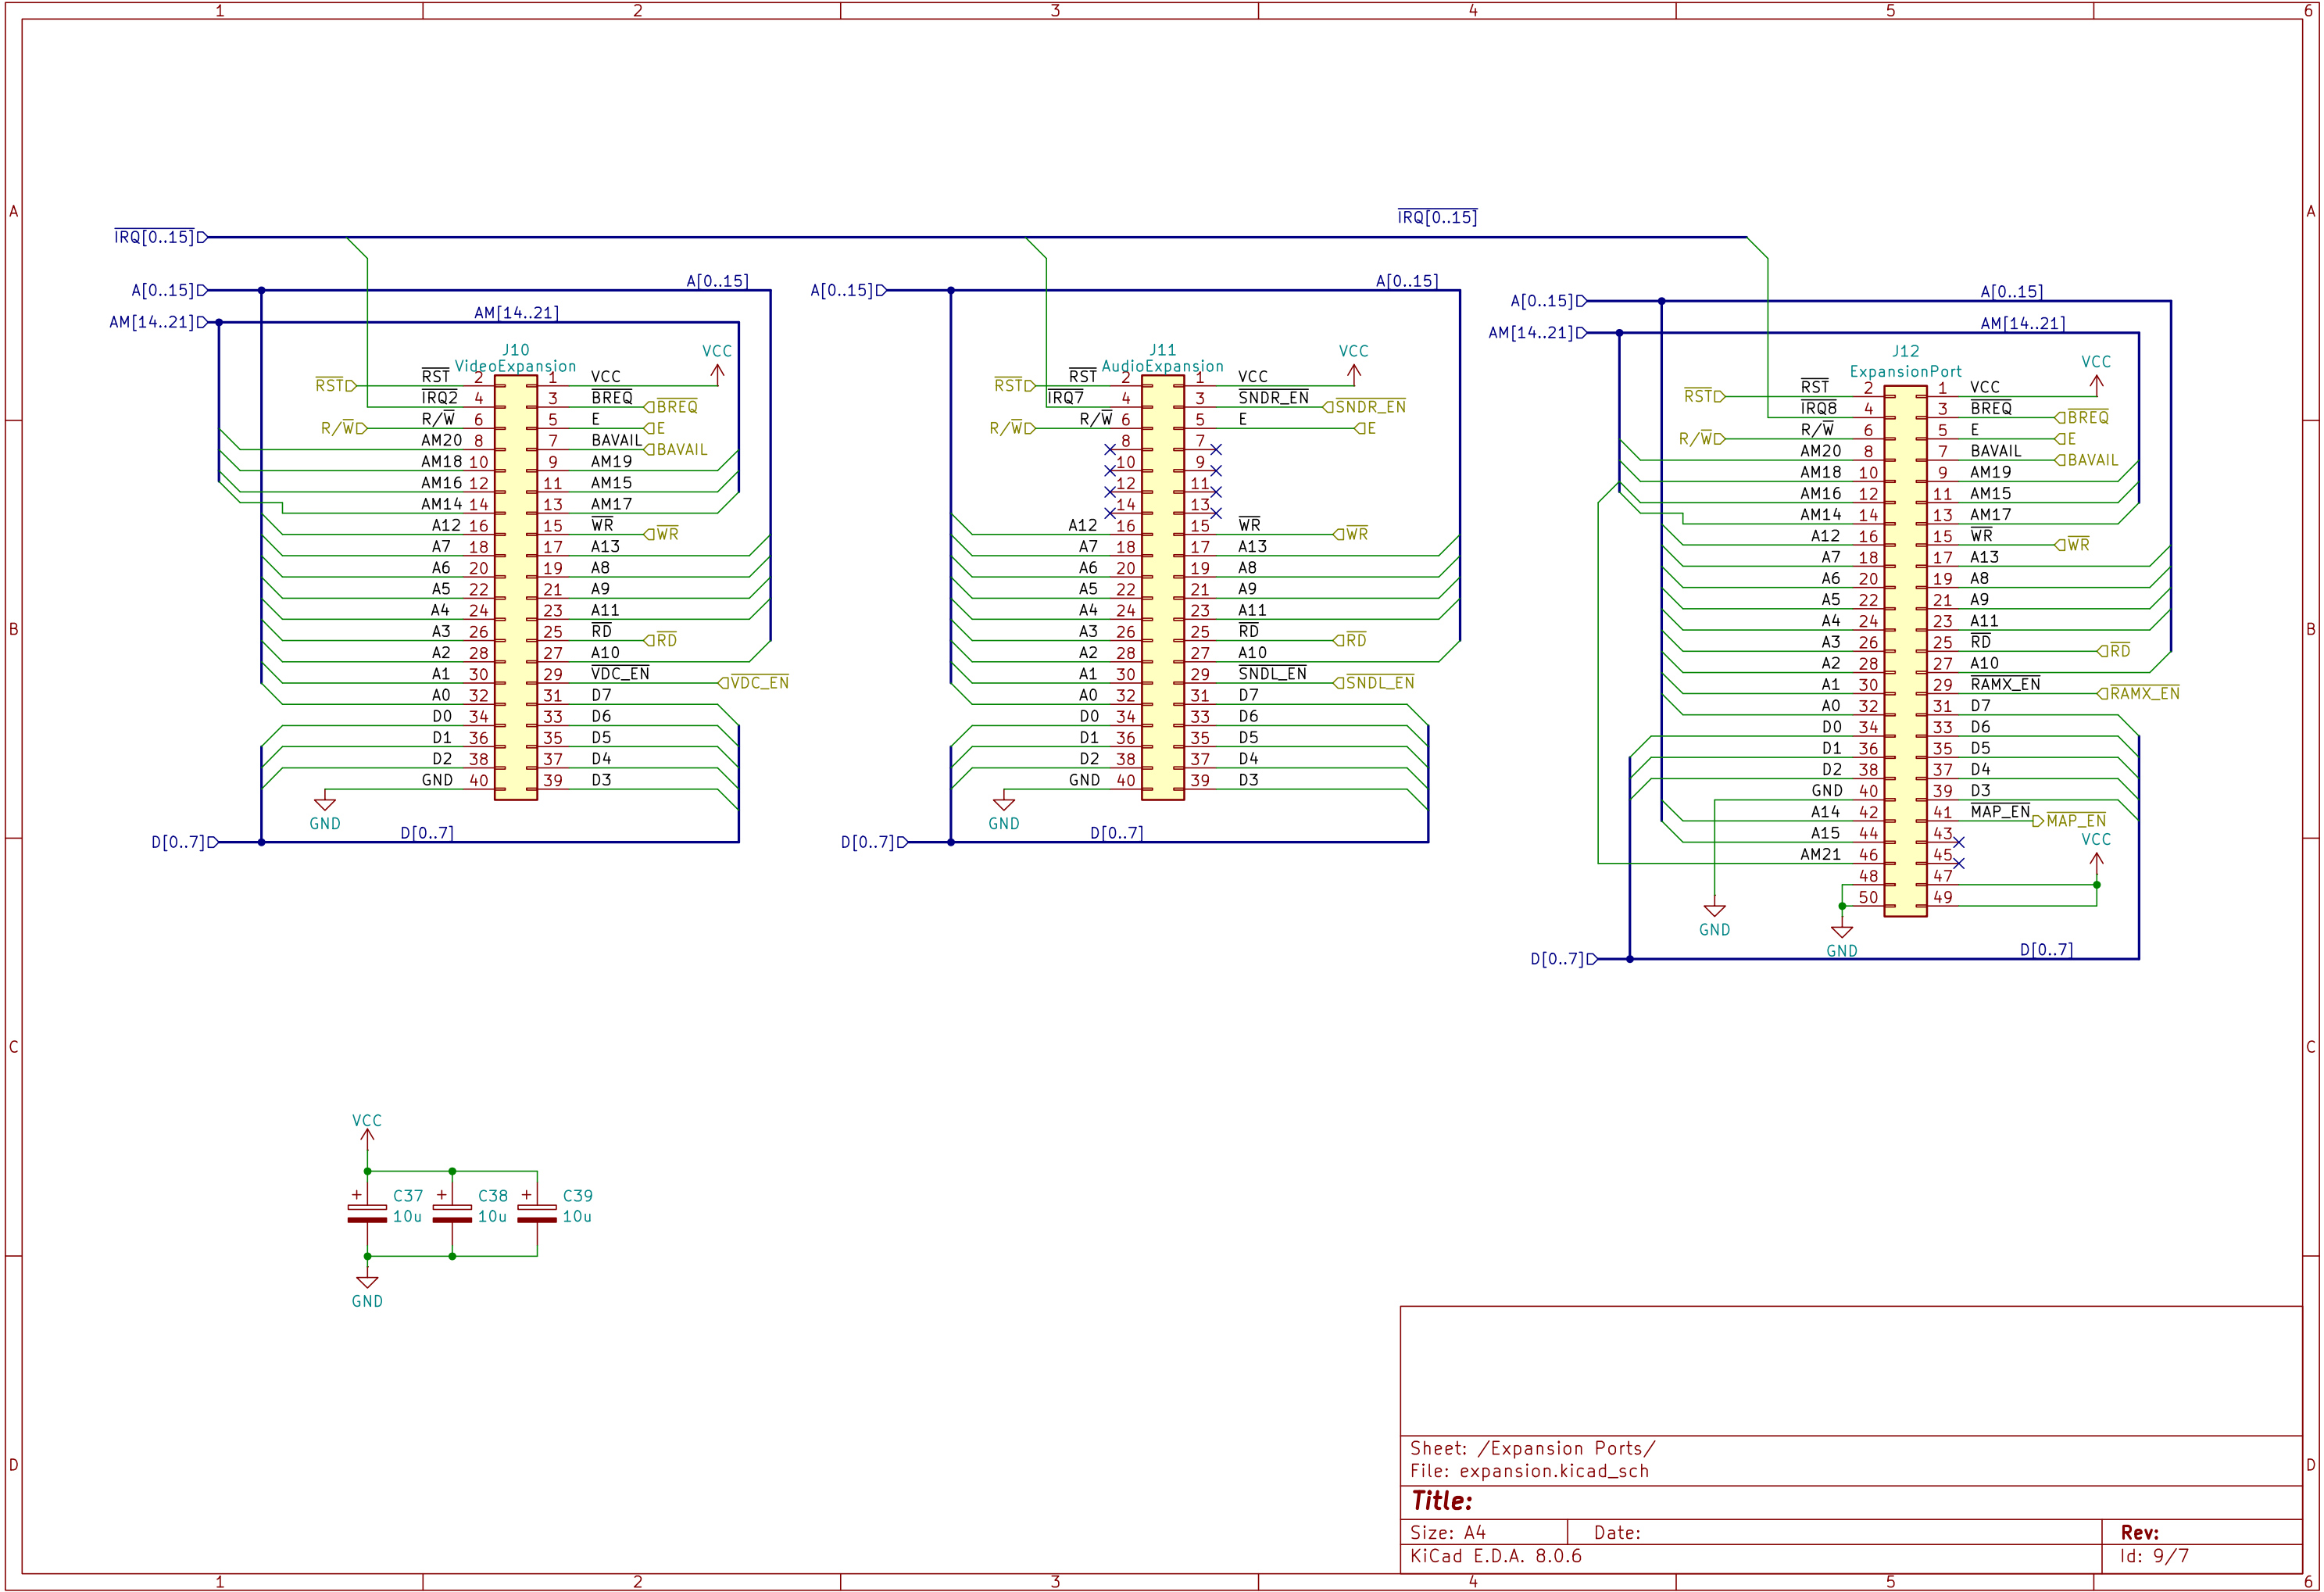 1 2 3 4 5 6
A A
B B
C C
D D
IRQ[0..15]
IRQ[0..15]
A[0..15]
A[0..15]
AM[14..21]
AM[14..21]
J10
VideoExpansion
VCC
RST RST 2 1 VCC
IRQ2 4 3 BREQ BREQ
R/W R/W 6 5 E E
AM20 8 7 BAVAIL BAVAIL
AM18 10 9 AM19
AM16 12 11 AM15
AM14 14 13 AM17
A12 16 15 WR WR
A7 18 17 A13
A6 20 19 A8
A5 22 21 A9
A4 24 23 A11
A3 26 25 RD RD
A2 28 27 A10
A1 30 29 VDC_EN VDC_EN
A0 32 31 D7
D0 34 33 D6
D1 36 35 D5
D2 38 37 D4
GND 40 39 D3
GND
D[0..7]
D[0..7]
A[0..15]
A[0..15]
J11
AudioExpansion
VCC
RST RST 2 1 VCC
IRQ7 4 3 SNDR_EN SNDR_EN
R/W R/W 6 5 E E
8 7
10 9
12 11
14 13
A12 16 15 WR WR
A7 18 17 A13
A6 20 19 A8
A5 22 21 A9
A4 24 23 A11
A3 26 25 RD RD
A2 28 27 A10
A1 30 29 SNDL_EN SNDL_EN
A0 32 31 D7
D0 34 33 D6
D1 36 35 D5
D2 38 37 D4
GND 40 39 D3
GND
D[0..7]
D[0..7]
A[0..15]
A[0..15]
AM[14..21]
AM[14..21]
J12
ExpansionPort
VCC
RST RST 2 1 VCC
IRQ8 4 3 BREQ BREQ
R/W R/W 6 5 E E
AM20 8 7 BAVAIL BAVAIL
AM18 10 9 AM19
AM16 12 11 AM15
AM14 14 13 AM17
A12 16 15 WR WR
A7 18 17 A13
A6 20 19 A8
A5 22 21 A9
A4 24 23 A11
A3 26 25 RD RD
A2 28 27 A10
A1 30 29 RAMX_EN RAMX_EN
A0 32 31 D7
D0 34 33 D6
D1 36 35 D5
D2 38 37 D4
GND 40 39 D3
A14 42 41 MAP_EN MAP_EN
A15 44 43 VCC
AM21 46 45
48 47
50 49
GND
GND
D[0..7]
D[0..7]
VCC
+ C37 + C38 + C39
10u 10u 10u
GND
Sheet: /Expansion Ports/
File: expansion.kicad_sch
Title:
Size: A4 Date: Rev:
KiCad E.D.A. 8.0.6 Id: 9/7
1 2 3 4 5 6